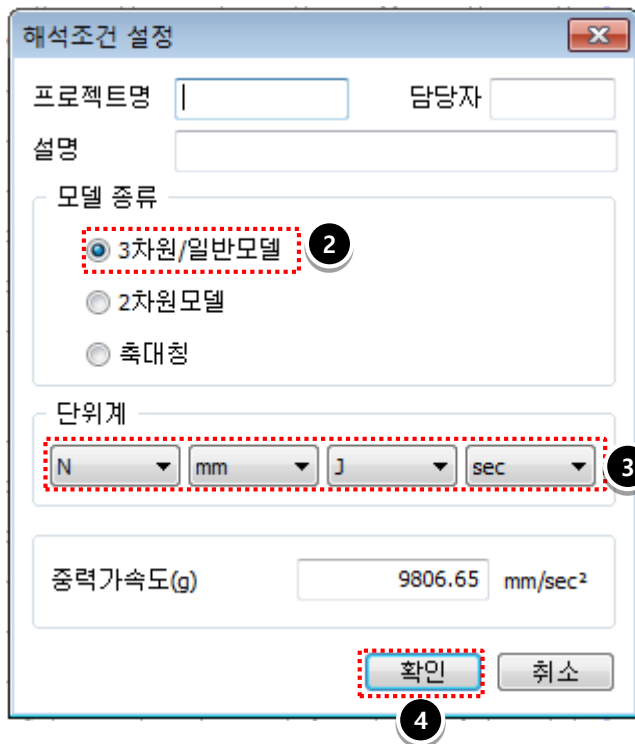 해석조건 설정
프로젝트명 담당자
설명
모델 종류
3차원/일반모델 2
2차원모델
축대칭
단위계
N mm J sec 3
중력가속도(g) 9806.65 mm/sec²
확인 취소
4